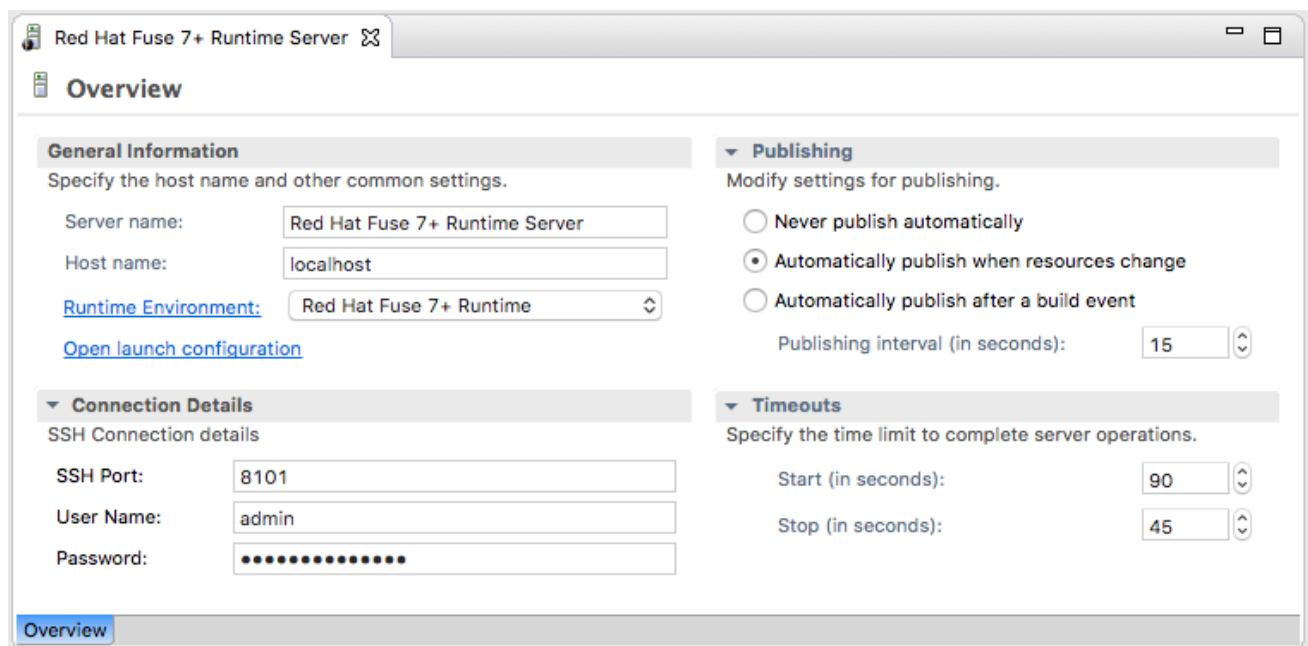 Red Hat Fuse 7+ Runtime Server
Overview
General Information
Specify the host name and other common settings.
Server name: Red Hat Fuse 7+ Runtime Server
Host name: localhost
Runtime Environment: Red Hat Fuse 7+ Runtime
Open launch configuration
Connection Details
SSH Connection details
SSH Port: 8101
User Name: admin
Password: ••••••••••••••
Publishing
Modify settings for publishing.
Never publish automatically
Automatically publish when resources change
Automatically publish after a build event
Publishing interval (in seconds): 15
Timeouts
Specify the time limit to complete server operations.
Start (in seconds): 90
Stop (in seconds): 45
Overview